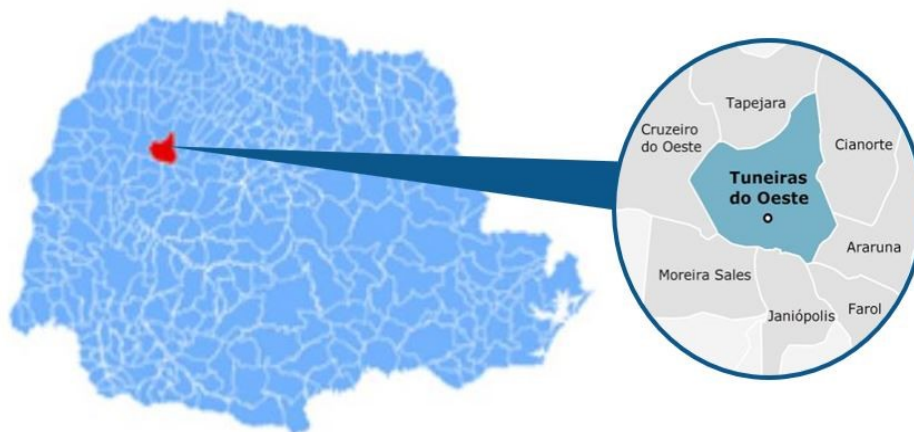 Tapejara
Cruzeiro
do Oeste
Cianorte
Tuneiras
do Oeste
Araruna
Moreira Sales
Janiópolis
Farol